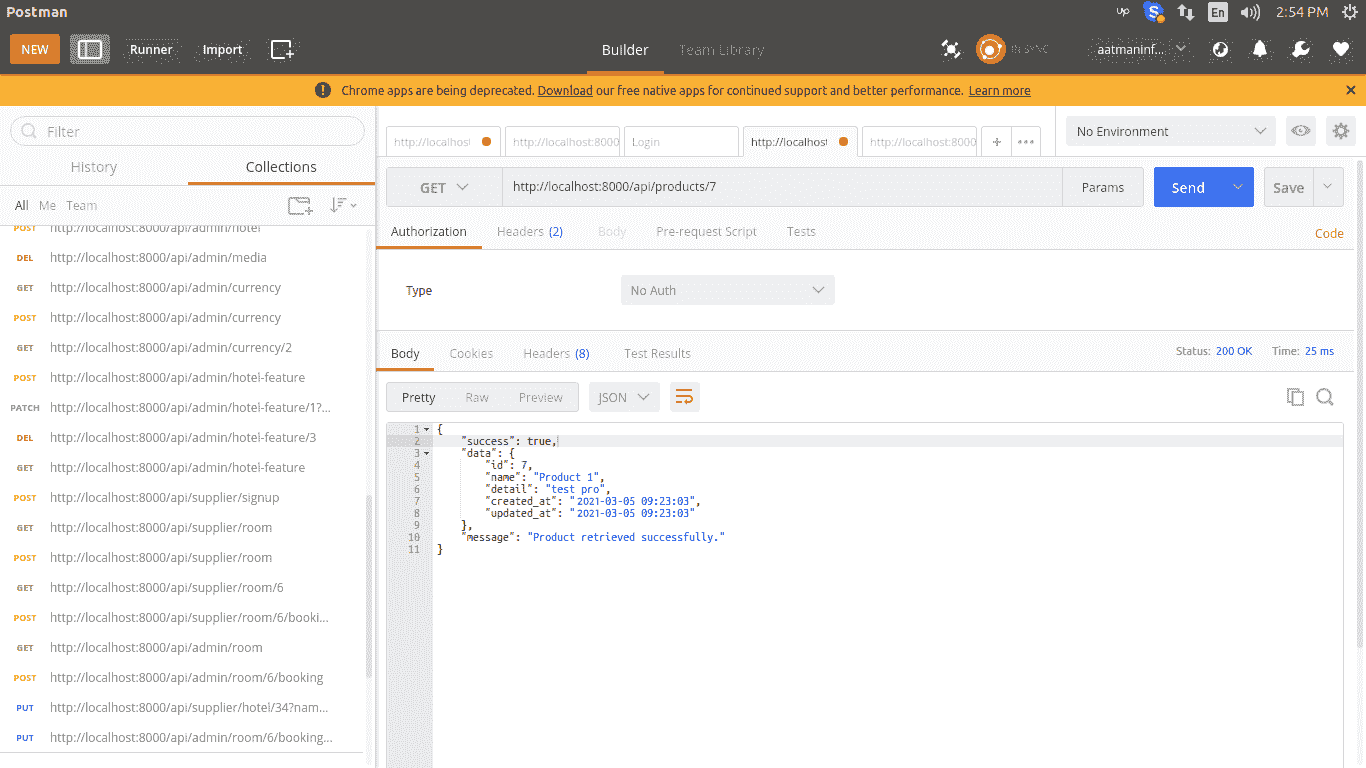 Postman
up
En
2:54 PM
NEW
Runner
Import
Builder
Team Library
IN SYNC
aatmaninf...
Chrome apps are being deprecated. Download our free native apps for continued support and better performance. Learn more
Filter
History
Collections
All Me Team
POST http://localhost:8000/api/admin/hotel
DEL http://localhost:8000/api/admin/media
GET http://localhost:8000/api/admin/currency
POST http://localhost:8000/api/admin/currency
GET http://localhost:8000/api/admin/currency/2
POST http://localhost:8000/api/admin/hotel-feature
PATCH http://localhost:8000/api/admin/hotel-feature/1?...
DEL http://localhost:8000/api/admin/hotel-feature/3
GET http://localhost:8000/api/admin/hotel-feature
POST http://localhost:8000/api/supplier/signup
GET http://localhost:8000/api/supplier/room
POST http://localhost:8000/api/supplier/room
GET http://localhost:8000/api/supplier/room/6
POST http://localhost:8000/api/supplier/room/6/booki...
GET http://localhost:8000/api/admin/room
POST http://localhost:8000/api/admin/room/6/booking
PUT http://localhost:8000/api/supplier/hotel/34?nam...
PUT http://localhost:8000/api/admin/room/6/booking...
http://localhost
http://localhost:8000
Login
http://localhost
http://localhost:8000
No Environment
GET
http://localhost:8000/api/products/7
Params
Send
Save
Authorization
Headers (2)
Body
Pre-request Script
Tests
Code
Type
No Auth
Body
Cookies
Headers (8)
Test Results
Status: 200 OK
Time: 25 ms
Pretty
Raw
Preview
JSON
1 {
2 "success": true,
3 "data": {
4 "id": 7,
5 "name": "Product 1",
6 "detail": "test pro",
7 "created_at": "2021-03-05 09:23:03",
8 "updated_at": "2021-03-05 09:23:03"
9 },
10 "message": "Product retrieved successfully."
11 }